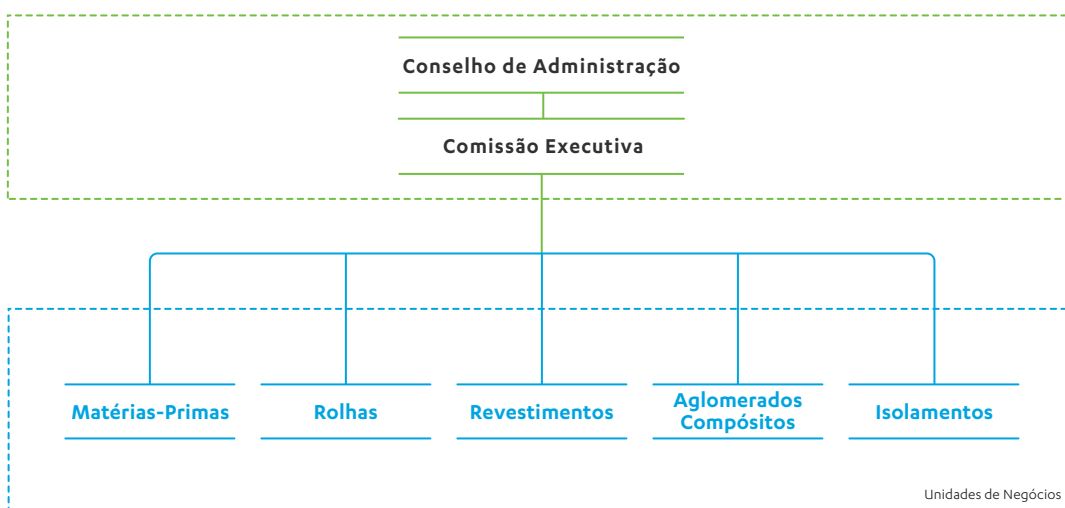 Conselho de Administração
Comissão Executiva
Matérias-Primas
Rolhas
Revestimentos
Aglomerados
Compósitos
Isolamentos
Unidades de Negócios